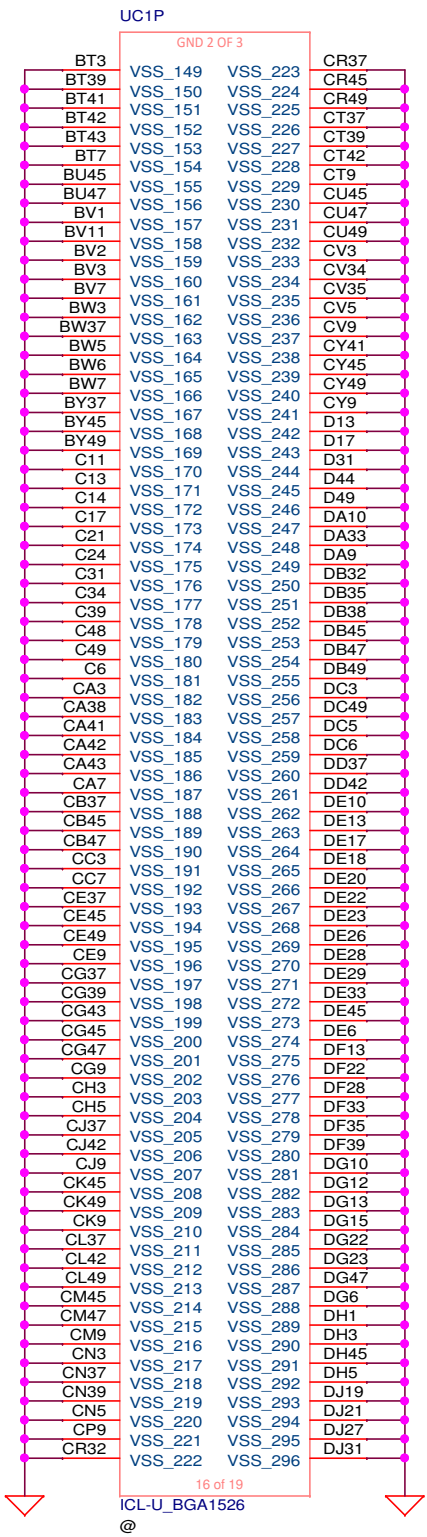 UC1P
GND 2 OF 3
BT3 VSS_149 VSS_223 CR37
BT39 VSS_150 VSS_224 CR45
BT41 VSS_151 VSS_225 CR49
BT42 VSS_152 VSS_226 CT37
BT43 VSS_153 VSS_227 CT39
BT7 VSS_154 VSS_228 CT42
BU45 VSS_155 VSS_229 CT9
BU47 VSS_156 VSS_230 CU45
BV1 VSS_157 VSS_231 CU47
BV11 VSS_158 VSS_232 CU49
BV2 VSS_159 VSS_233 CV3
BV3 VSS_160 VSS_234 CV34
BV7 VSS_161 VSS_235 CV35
BW3 VSS_162 VSS_236 CV5
BW37 VSS_163 VSS_237 CV9
BW5 VSS_164 VSS_238 CY41
BW6 VSS_165 VSS_239 CY45
BW7 VSS_166 VSS_240 CY49
BY37 VSS_167 VSS_241 CY9
BY45 VSS_168 VSS_242 D13
BY49 VSS_169 VSS_243 D17
C11 VSS_170 VSS_244 D31
C13 VSS_171 VSS_245 D44
C14 VSS_172 VSS_246 D49
C17 VSS_173 VSS_247 DA10
C21 VSS_174 VSS_248 DA33
C24 VSS_175 VSS_249 DA9
C31 VSS_176 VSS_250 DB32
C34 VSS_177 VSS_251 DB35
C39 VSS_178 VSS_252 DB38
C48 VSS_179 VSS_253 DB45
C49 VSS_180 VSS_254 DB47
C6 VSS_181 VSS_255 DB49
CA3 VSS_182 VSS_256 DC3
CA38 VSS_183 VSS_257 DC49
CA41 VSS_184 VSS_258 DC5
CA42 VSS_185 VSS_259 DC6
CA43 VSS_186 VSS_260 DD37
CA7 VSS_187 VSS_261 DD42
CB37 VSS_188 VSS_262 DE10
CB45 VSS_189 VSS_263 DE13
CB47 VSS_190 VSS_264 DE17
CC3 VSS_191 VSS_265 DE18
CC7 VSS_192 VSS_266 DE20
CE37 VSS_193 VSS_267 DE22
CE45 VSS_194 VSS_268 DE23
CE49 VSS_195 VSS_269 DE26
CE9 VSS_196 VSS_270 DE28
CG37 VSS_197 VSS_271 DE29
CG39 VSS_198 VSS_272 DE33
CG43 VSS_199 VSS_273 DE45
CG45 VSS_200 VSS_274 DE6
CG47 VSS_201 VSS_275 DF13
CG9 VSS_202 VSS_276 DF22
CH3 VSS_203 VSS_277 DF28
CH5 VSS_204 VSS_278 DF33
CJ37 VSS_205 VSS_279 DF35
CJ42 VSS_206 VSS_280 DF39
CJ9 VSS_207 VSS_281 DG10
CK45 VSS_208 VSS_282 DG12
CK49 VSS_209 VSS_283 DG13
CK9 VSS_210 VSS_284 DG15
CL37 VSS_211 VSS_285 DG22
CL42 VSS_212 VSS_286 DG23
CL49 VSS_213 VSS_287 DG47
CM45 VSS_214 VSS_288 DG6
CM47 VSS_215 VSS_289 DH1
CM9 VSS_216 VSS_290 DH3
CN3 VSS_217 VSS_291 DH45
CN37 VSS_218 VSS_292 DH5
CN39 VSS_219 VSS_293 DJ19
CN5 VSS_220 VSS_294 DJ21
CP9 VSS_221 VSS_295 DJ27
CR32 VSS_222 VSS_296 DJ31
16 of 19
ICL-U_BGA1526
@